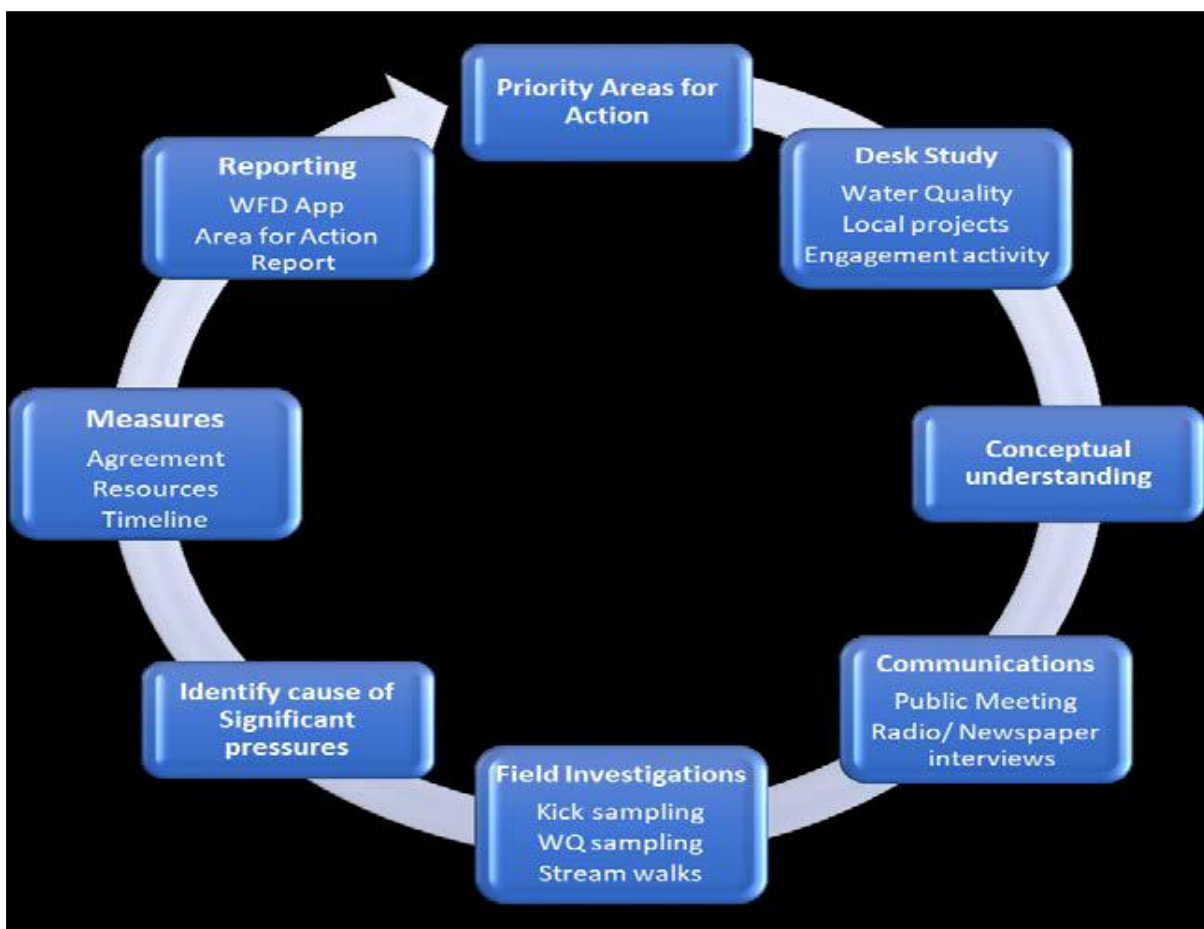 Priority Areas for
Action
Desk Study
Water Quality
Local projects
Engagement activity
Conceptual
understanding
Communications
Public Meeting
Radio/ Newspaper
interviews
Field Investigations
Kick sampling
WQ sampling
Stream walks
Identify cause of
Significant
pressures
Measures
Agreement
Resources
Timeline
Reporting
WFD App
Area for Action
Report